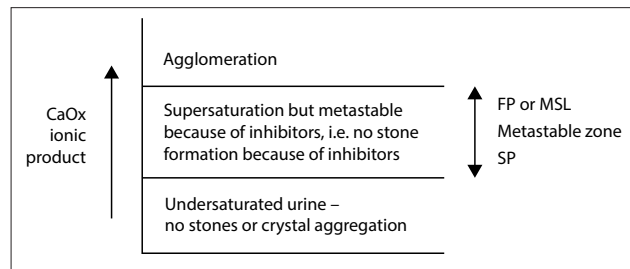 Agglomeration
CaOx
ionic
product
Supersaturation but metastable
because of inhibitors, i.e. no stone
formation because of inhibitors
FP or MSL
Metastable zone
SP
Undersaturated urine –
no stones or crystal aggregation